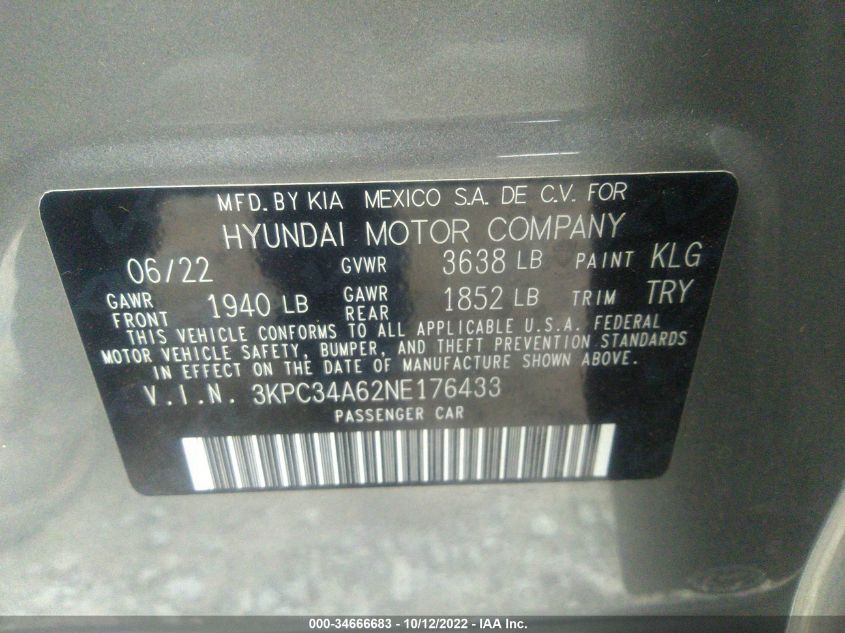 MFD. BY KIA MEXICO S.A. DE C.V. FOR
HYUNDAI MOTOR COMPANY
06/22 GVWR 3638 LB PAINT KLG
GAWR FRONT 1940 LB GAWR REAR 1852 LB TRIM TRY
THIS VEHICLE CONFORMS TO ALL APPLICABLE U.S.A. FEDERAL
MOTOR VEHICLE SAFETY, BUMPER, AND THEFT PREVENTION STANDARDS
IN EFFECT ON THE DATE OF MANUFACTURE SHOWN ABOVE.
V.I.N. 3KPC34A62NE176433
PASSENGER CAR
000-34666683 - 10/12/2022 - IAA Inc.